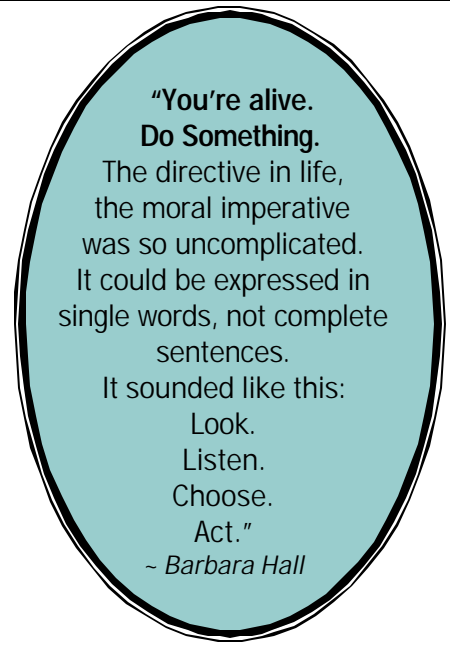 “You're alive.
Do Something.
The directive in life,
the moral imperative
was so uncomplicated.
It could be expressed in
single words, not complete
sentences.
It sounded like this:
Look.
Listen.
Choose.
Act.”
~ Barbara Hall